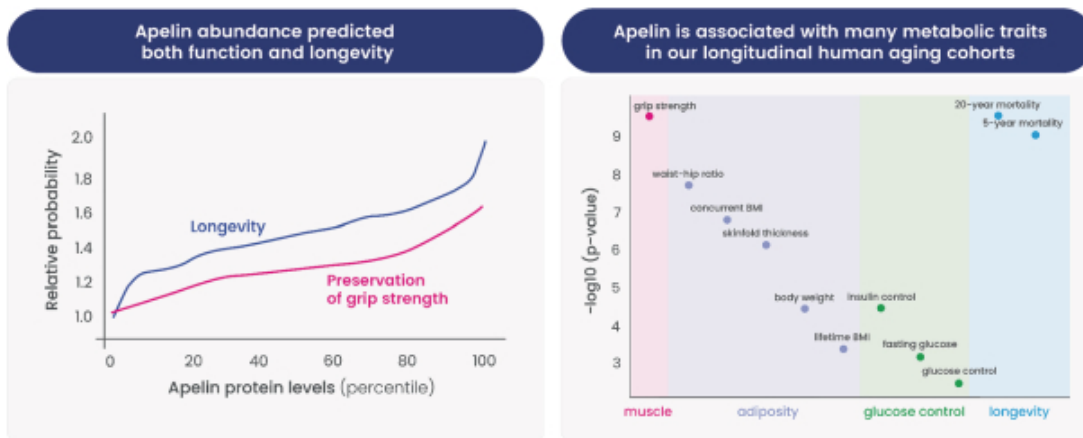 Apelin abundance predicted
both function and longevity
Relative probability
2.0
1.8
1.6
1.4
1.2
1.0
Longevity
Preservation
of grip strength
0
20
40
60
80
100
Apelin protein levels (percentile)
Apelin is associated with many metabolic traits
in our longitudinal human aging cohorts
-log10 (p-value)
9
8
7
6
5
4
3
grip strength
20-year mortality
5-year mortality
waist-hip ratio
concurrent BMI
skinfold thickness
body weight
insulin control
lifetime BMI
fasting glucose
glucose control
muscle
adiposity
glucose control
longevity